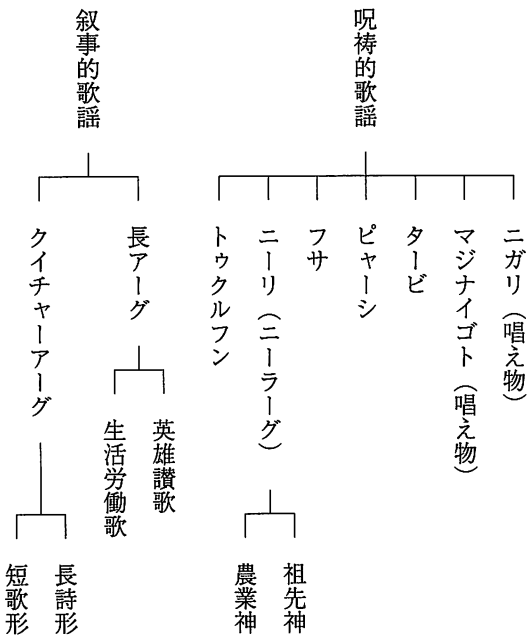 呪禱的歌謡
ニガリ(唱え物)
マジナイゴト(唱え物)
タービ
ピャーシ
フサ
ニーリ(ニーラーグ)
祖先神
農業神
トゥクルフン
叙事的歌謡
長アーグ
英雄讃歌
生活労働歌
クイチャーアーグ
長詩形
短歌形